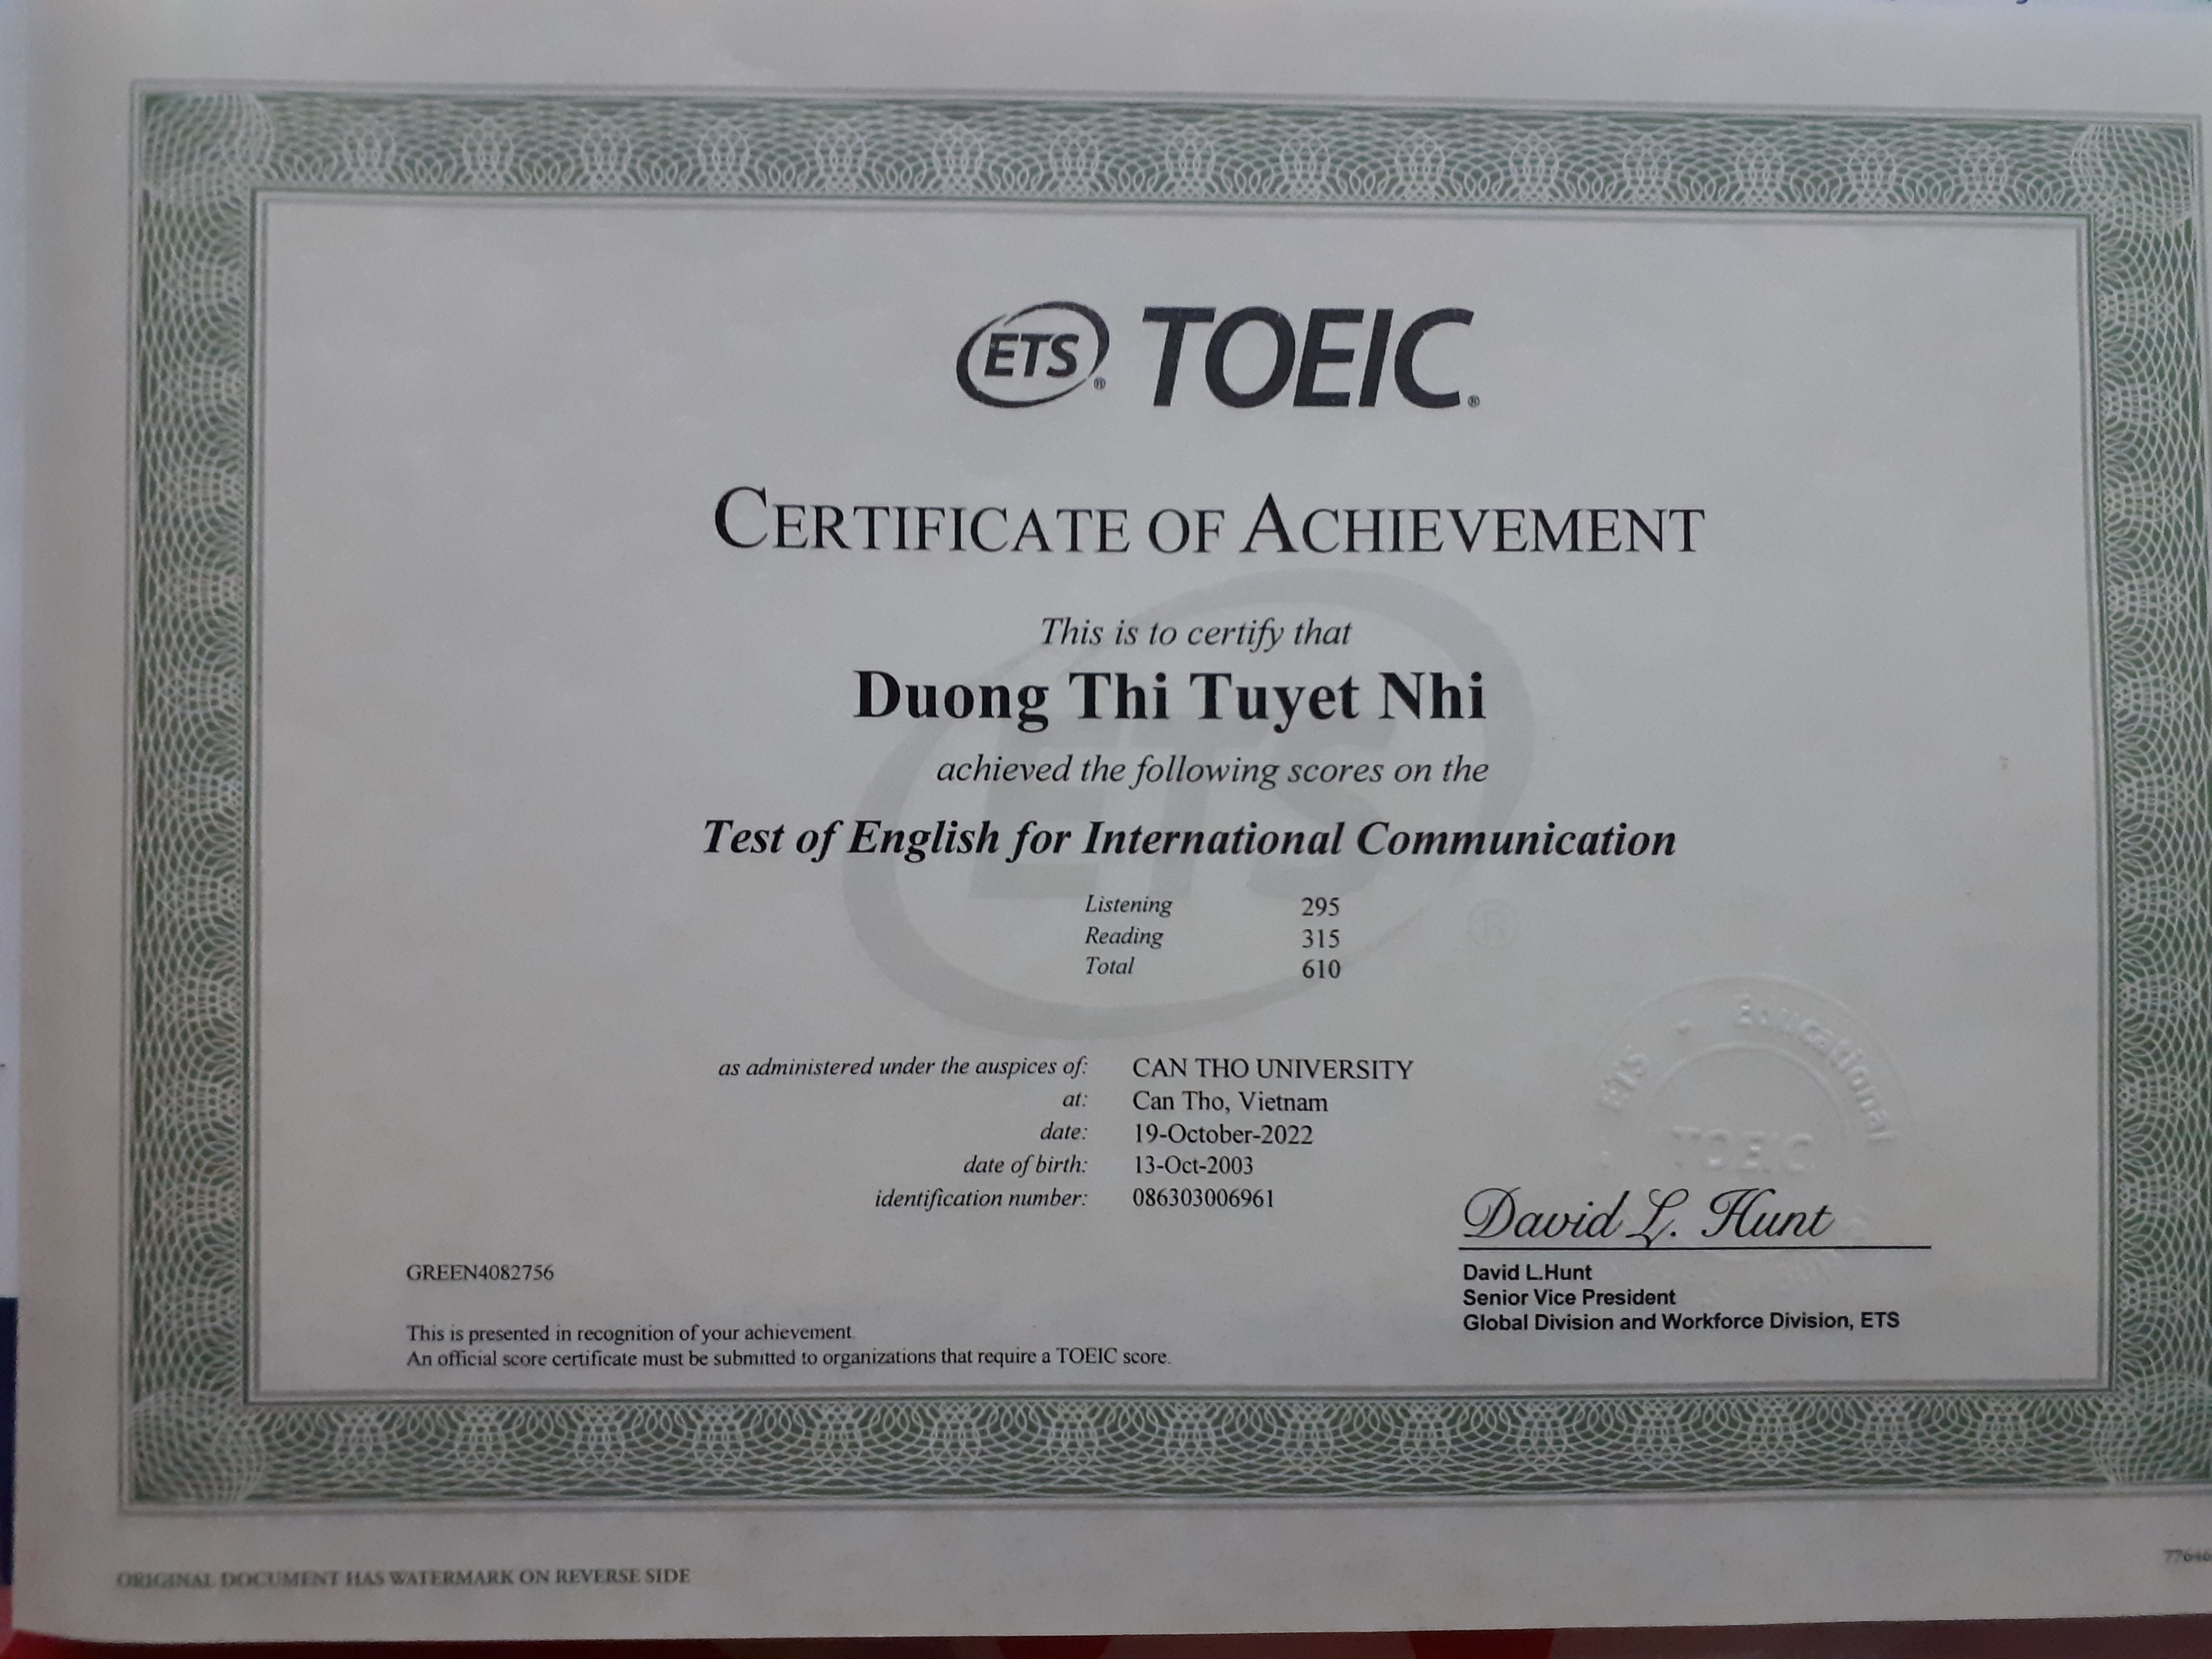 ETS® TOEIC®
CERTIFICATE OF ACHIEVEMENT
This is to certify that
Duong Thi Tuyet Nhi
achieved the following scores on the
Test of English for International Communication
Listening 295
Reading 315
Total 610
as administered under the auspices of: CAN THO UNIVERSITY
at: Can Tho, Vietnam
date: 19-October-2022
date of birth: 13-Oct-2003
identification number: 086303006961
ETS • Educational
TOEIC
David L. Hunt
GREEN4082756
David L.Hunt
Senior Vice President
Global Division and Workforce Division, ETS
This is presented in recognition of your achievement.
An official score certificate must be submitted to organizations that require a TOEIC score.
ORIGINAL DOCUMENT HAS WATERMARK ON REVERSE SIDE
ETS®